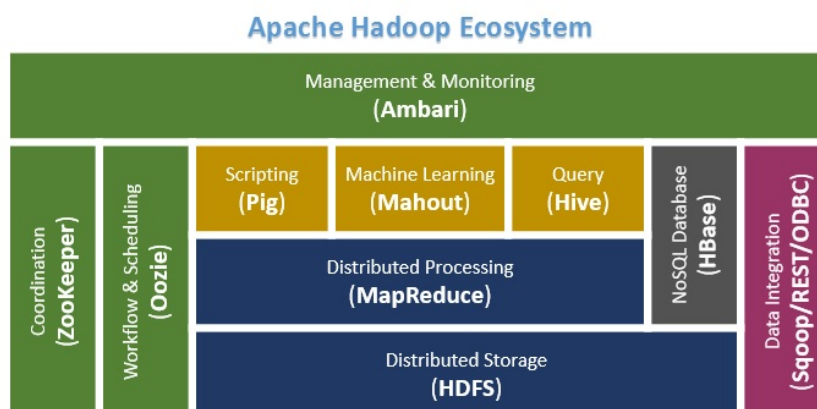 Apache Hadoop Ecosystem
Management & Monitoring
(Ambari)
Coordination
(ZooKeeper)
Workflow & Scheduling
(Oozie)
Scripting
(Pig)
Machine Learning
(Mahout)
Query
(Hive)
Distributed Processing
(MapReduce)
Distributed Storage
(HDFS)
NoSQL Database
(HBase)
Data Integration
(Sqoop/REST/ODBC)